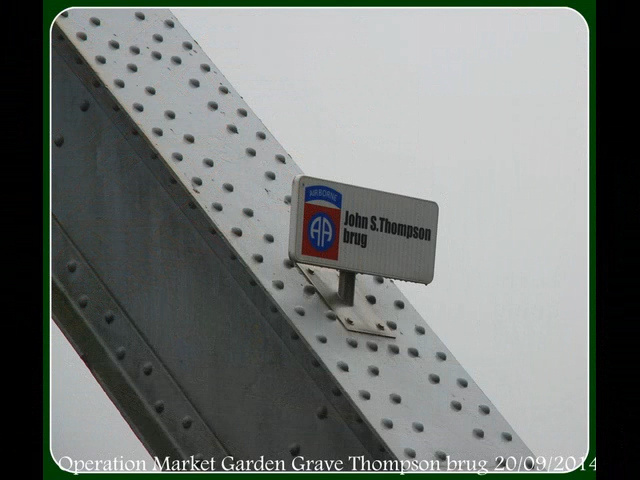 AIRBORNE
AA
John S.Thompson
brug
Operation Market Garden Grave Thompson brug 20/09/2014